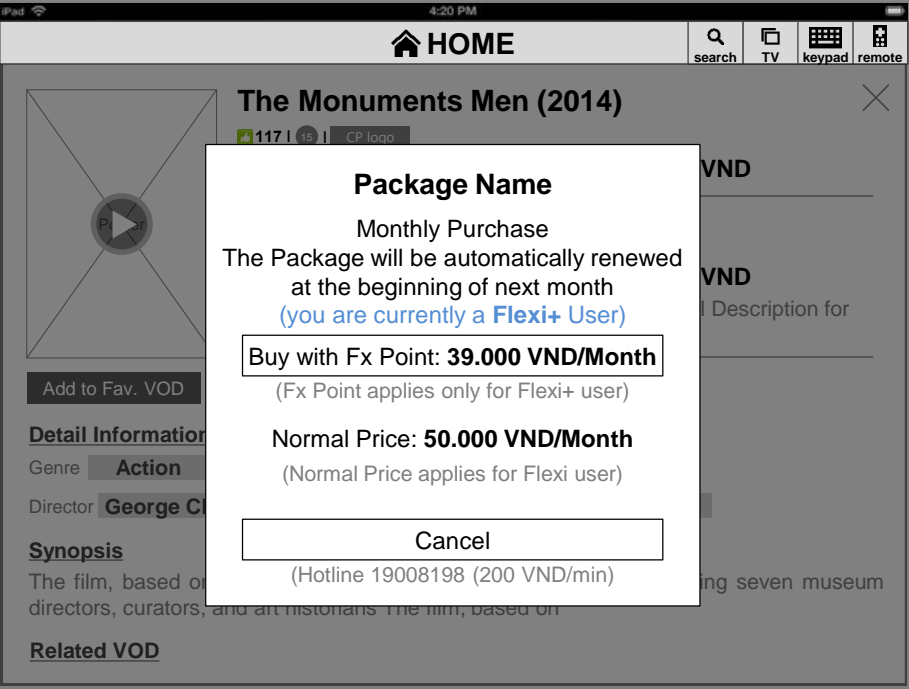 iPad 4:20 PM
HOME
search TV keypad remote
The Monuments Men (2014)
117 I 15 I CP logo
VND
Package Name
Monthly Purchase
The Package will be automatically renewed
at the beginning of next month
(you are currently a Flexi+ User)
VND
Description for
Buy with Fx Point: 39.000 VND/Month
(Fx Point applies only for Flexi+ user)
Add to Fav. VOD
Normal Price: 50.000 VND/Month
(Normal Price applies for Flexi user)
Detail Information
Genre Action
Director George
Cancel
(Hotline 19008198 (200 VND/min)
Synopsis
The film, based seven museum
directors, curators, and art historians The film, based on
Related VOD